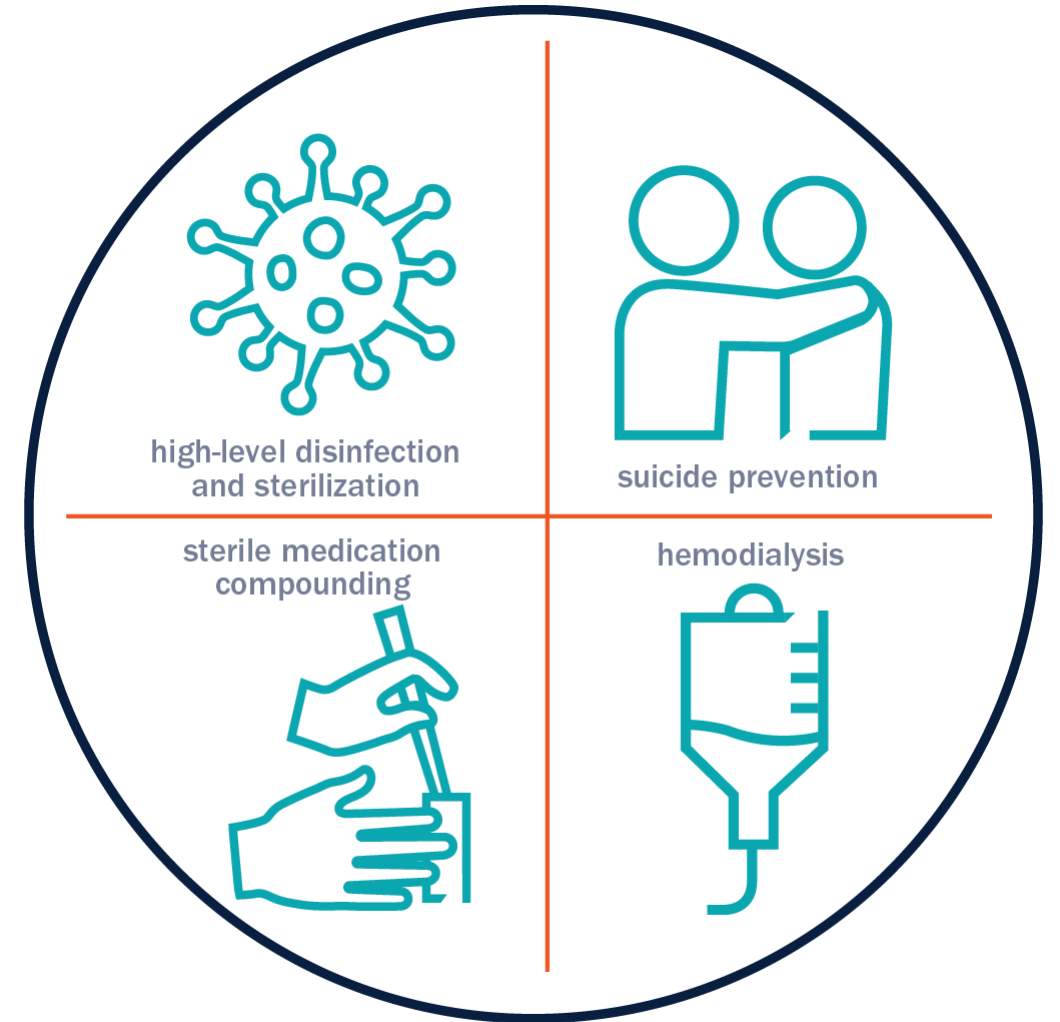 high-level disinfection
and sterilization
suicide prevention
sterile medication
compounding
hemodialysis